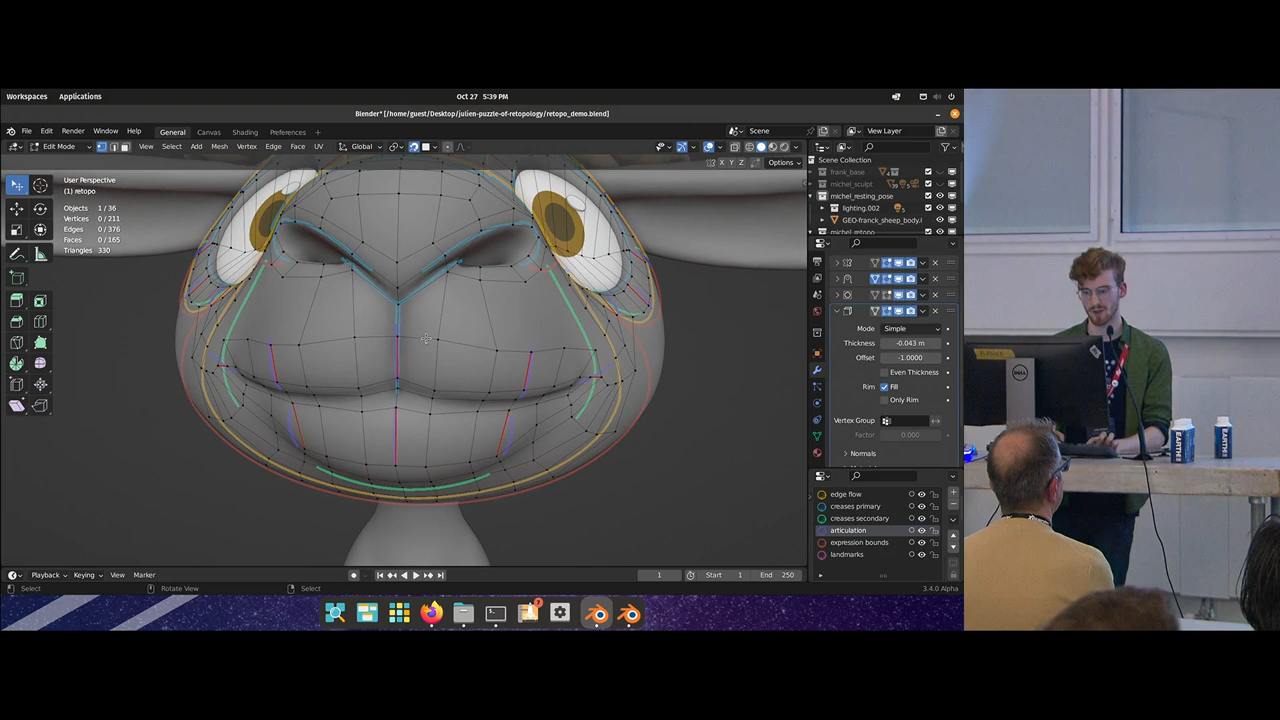 Workspaces Applications Oct 27 5:39 PM
Blender* [/home/guest/Desktop/julien-puzzle-of-retopology/retopo_demo.blend]
File Edit Render Window Help General Canvas Shading Preferences + Scene View Layer
Edit Mode View Select Add Mesh Vertex Edge Face UV Global
X Y Z Options
User Perspective
(1) retopo
Objects 1/36
Vertices 0/211
Edges 0/376
Faces 0/165
Triangles 330
Scene Collection
frank_base
michel_sculpt
michel_resting_pose
lighting.002
GEO-franck_sheep_body.l
michel_retopo
Mode Simple
Thickness -0.043 m
Offset -1.0000
Even Thickness
Rim Fill
Only Rim
Vertex Group
Factor 0.000
Normals
edge flow
creases primary
creases secondary
articulation
expression bounds
landmarks
Playback Keying View Marker 1 Start 1 End 250
Select Rotate View Select 3.4.0 Alpha
DELL
EARTH
EARTH